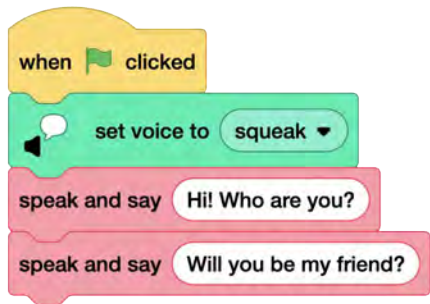 when clicked
set voice to squeak
speak and say Hi! Who are you?
speak and say Will you be my friend?